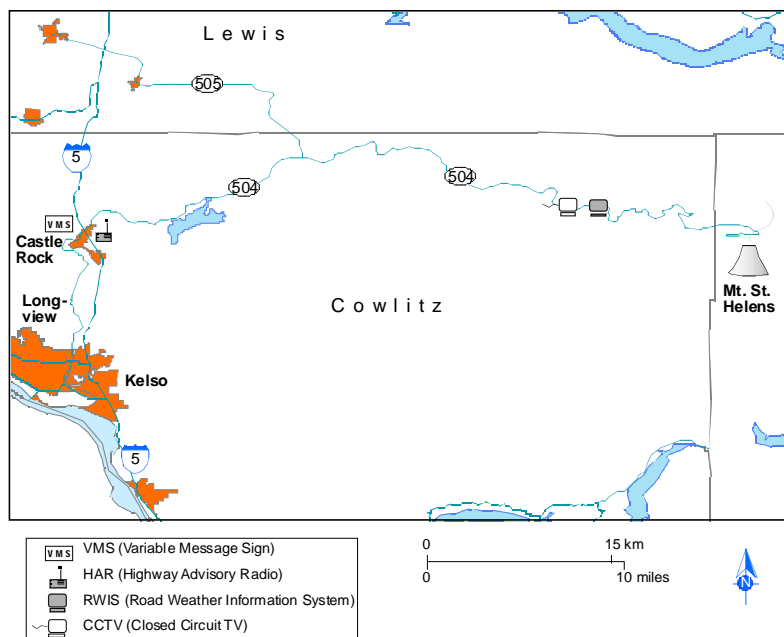 Lewis
505
5
504
504
VMS
Castle
Rock
Long-
view
Cowlitz
Mt. St.
Helens
Kelso
5
VMS VMS (Variable Message Sign)
HAR (Highway Advisory Radio)
RWIS (Road Weather Information System)
CCTV (Closed Circuit TV)
0 15 km
0 10 miles
N